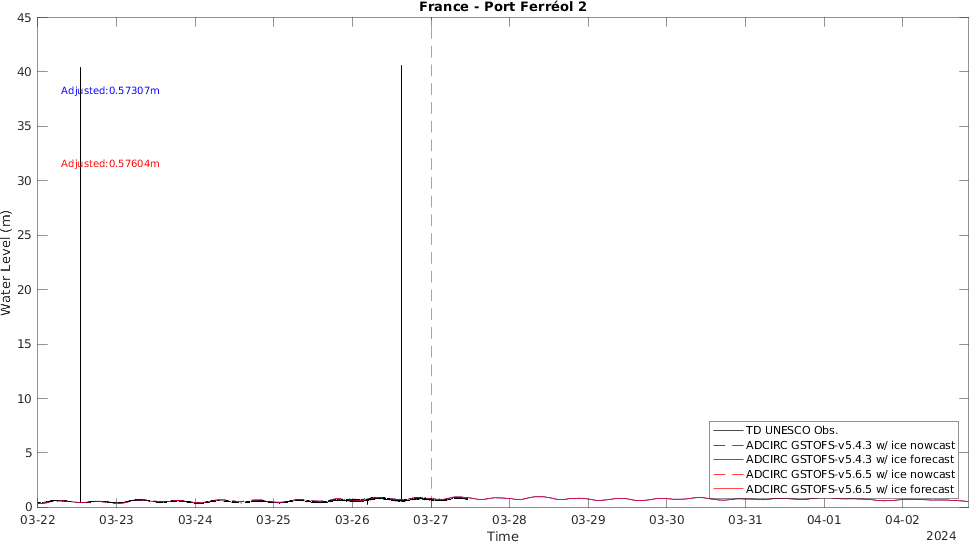 France - Port Ferréol 2
45
40
35
30
25
20
15
10
5
0
Water Level (m)
Adjusted:0.57307m
Adjusted:0.57604m
TD UNESCO Obs.
ADCIRC GSTOFS-v5.4.3 w/ ice nowcast
ADCIRC GSTOFS-v5.4.3 w/ ice forecast
ADCIRC GSTOFS-v5.6.5 w/ ice nowcast
ADCIRC GSTOFS-v5.6.5 w/ ice forecast
03-22 03-23 03-24 03-25 03-26 03-27 03-28 03-29 03-30 03-31 04-01 04-02
Time
2024